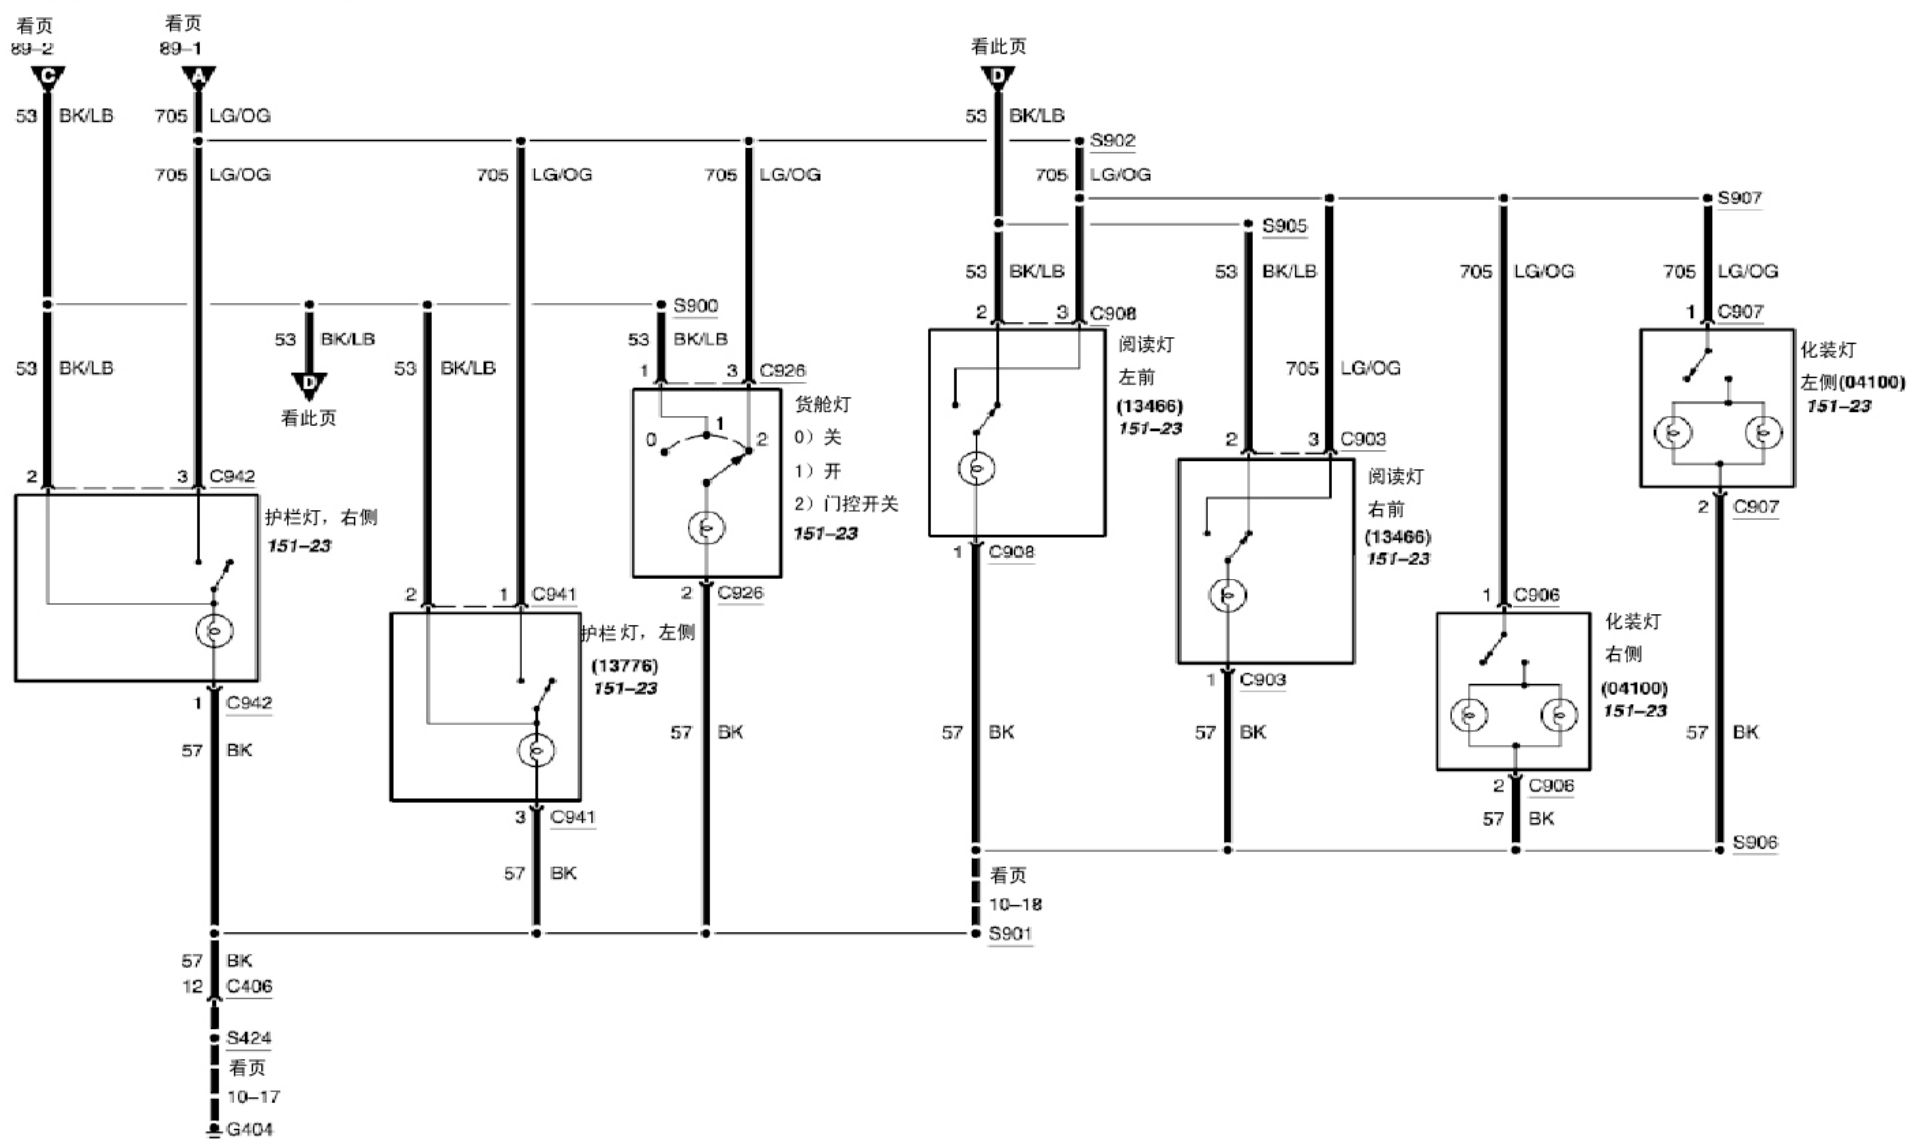 看页
89–2
C
看页
89–1
A
看此页
D
53 BK/LB
705 LG/OG
53 BK/LB
S902
705 LG/OG
705 LG/OG
705 LG/OG
705 LG/OG
S907
S905
53 BK/LB
53 BK/LB
705 LG/OG
705 LG/OG
S900
2 3 C908
1 C907
53 BK/LB
D
看此页
53 BK/LB
53 BK/LB
53 BK/LB
1 3 C926
货舱灯
0）关
1）开
2）门控开关
151–23
0 1 2
阅读灯
左前
(13466)
151–23
705 LG/OG
化装灯
左侧(04100)
151–23
2 3 C903
阅读灯
右前
(13466)
151–23
2 3 C942
护栏灯，右侧
151–23
2 C907
1 C908
2 1 C941
护栏灯，左侧
(13776)
151–23
2 C926
1 C906
化装灯
右侧
(04100)
151–23
1 C903
1 C942
57 BK
57 BK
57 BK
57 BK
57 BK
2 C906
57 BK
3 C941
57 BK
S906
看页
10–18
S901
57 BK
12 C406
S424
看页
10–17
G404